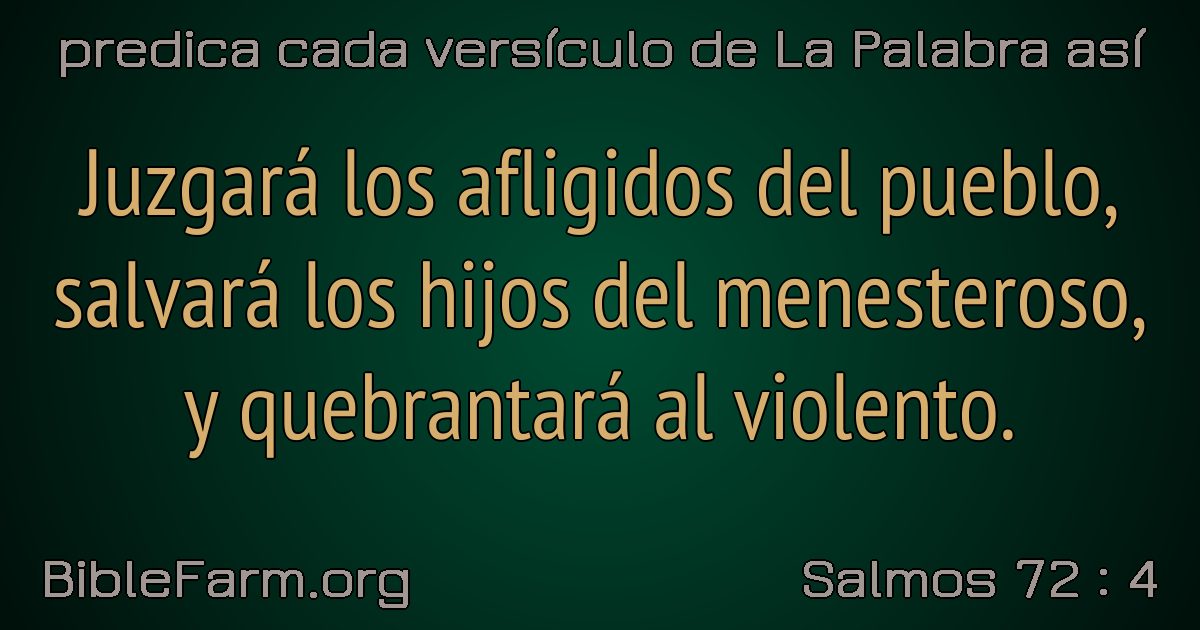 predica cada versículo de La Palabra así
Juzgará los afligidos del pueblo,
salvará los hijos del menesteroso,
y quebrantará al violento.
BibleFarm.org
Salmos 72 : 4